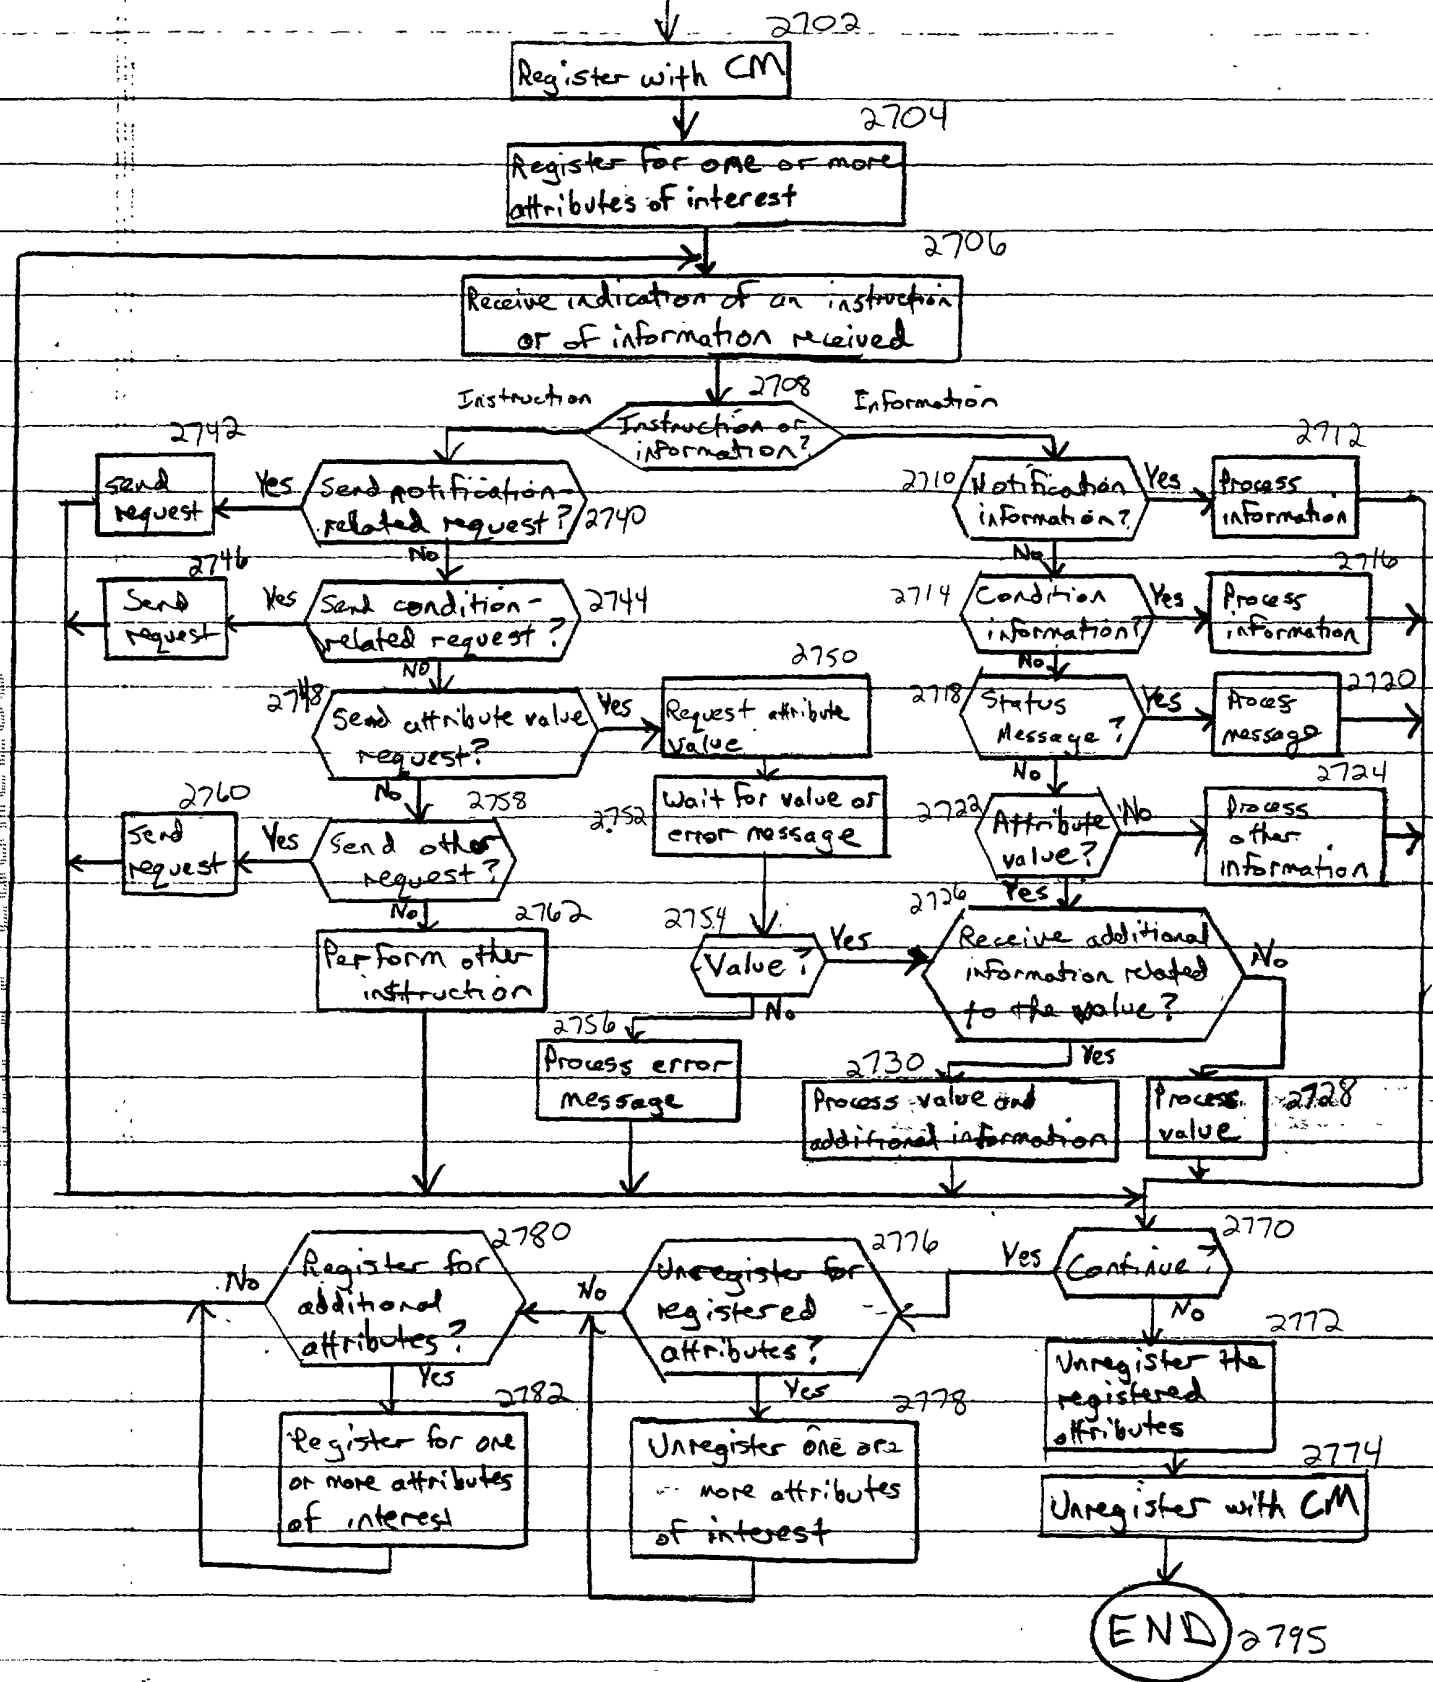 2702
Register with CM
2704
Register for one or more
attributes of interest
2706
Receive indication of an instruction
or of information received
2708
Instruction
Information
Instruction or
information?
2742
send
request
Yes
Send notification-
related request?
2740
No
2710
Notification
information?
Yes
2712
Process
information
No
2746
Send
request
Yes
Send condition-
related request?
2744
No
2714
Condition
information?
Yes
2716
Process
information
No
2748
Send attribute value
request?
Yes
2750
Request attribute
value
No
2718
Status
Message?
Yes
2720
Proces
message
No
2752
Wait for value or
error message
2760
Send
request
Yes
2758
Send other
request?
No
2722
Attribute
value?
No
2724
Process
other
information
Yes
2762
Perform other
instruction
2754
Value?
Yes
No
2726
Receive additional
information related
to the value?
No
Yes
2756
Process error
message
2730
Process value and
additional information
2728
Process
value
2770
Continue?
Yes
No
2776
Unregister for
registered
attributes?
No
Yes
2780
Register for
additional
attributes?
No
Yes
2772
Unregister the
registered
attributes
2782
Register for one
or more attributes
of interest
2778
Unregister one or
more attributes
of interest
2774
Unregister with CM
END
2795